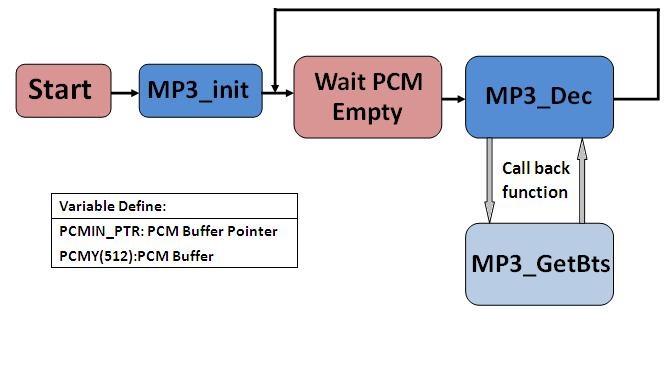 Start
MP3_init
Wait PCM
Empty
MP3_Dec
Call back
function
MP3_GetBts
Variable Define:
PCMIN_PTR: PCM Buffer Pointer
PCMY(512):PCM Buffer